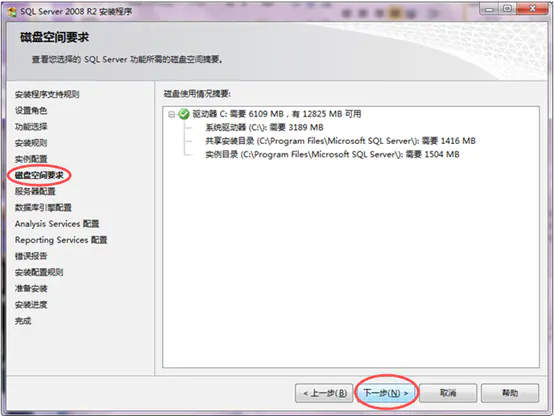 SQL Server 2008 R2 安装程序
磁盘空间要求
查看您选择的 SQL Server 功能所需的磁盘空间摘要。
安装程序支持规则
设置角色
功能选择
安装规则
实例配置
磁盘空间要求
服务器配置
数据库引擎配置
Analysis Services 配置
Reporting Services 配置
错误报告
安装配置规则
准备安装
安装进度
完成
磁盘使用情况摘要:
驱动器 C: 需要 6109 MB，有 12825 MB 可用
系统驱动器 (C:\): 需要 3189 MB
共享安装目录 (C:\Program Files\Microsoft SQL Server\): 需要 1416 MB
实例目录 (C:\Program Files\Microsoft SQL Server\): 需要 1504 MB
< 上一步(B)
下一步(N) >
取消
帮助